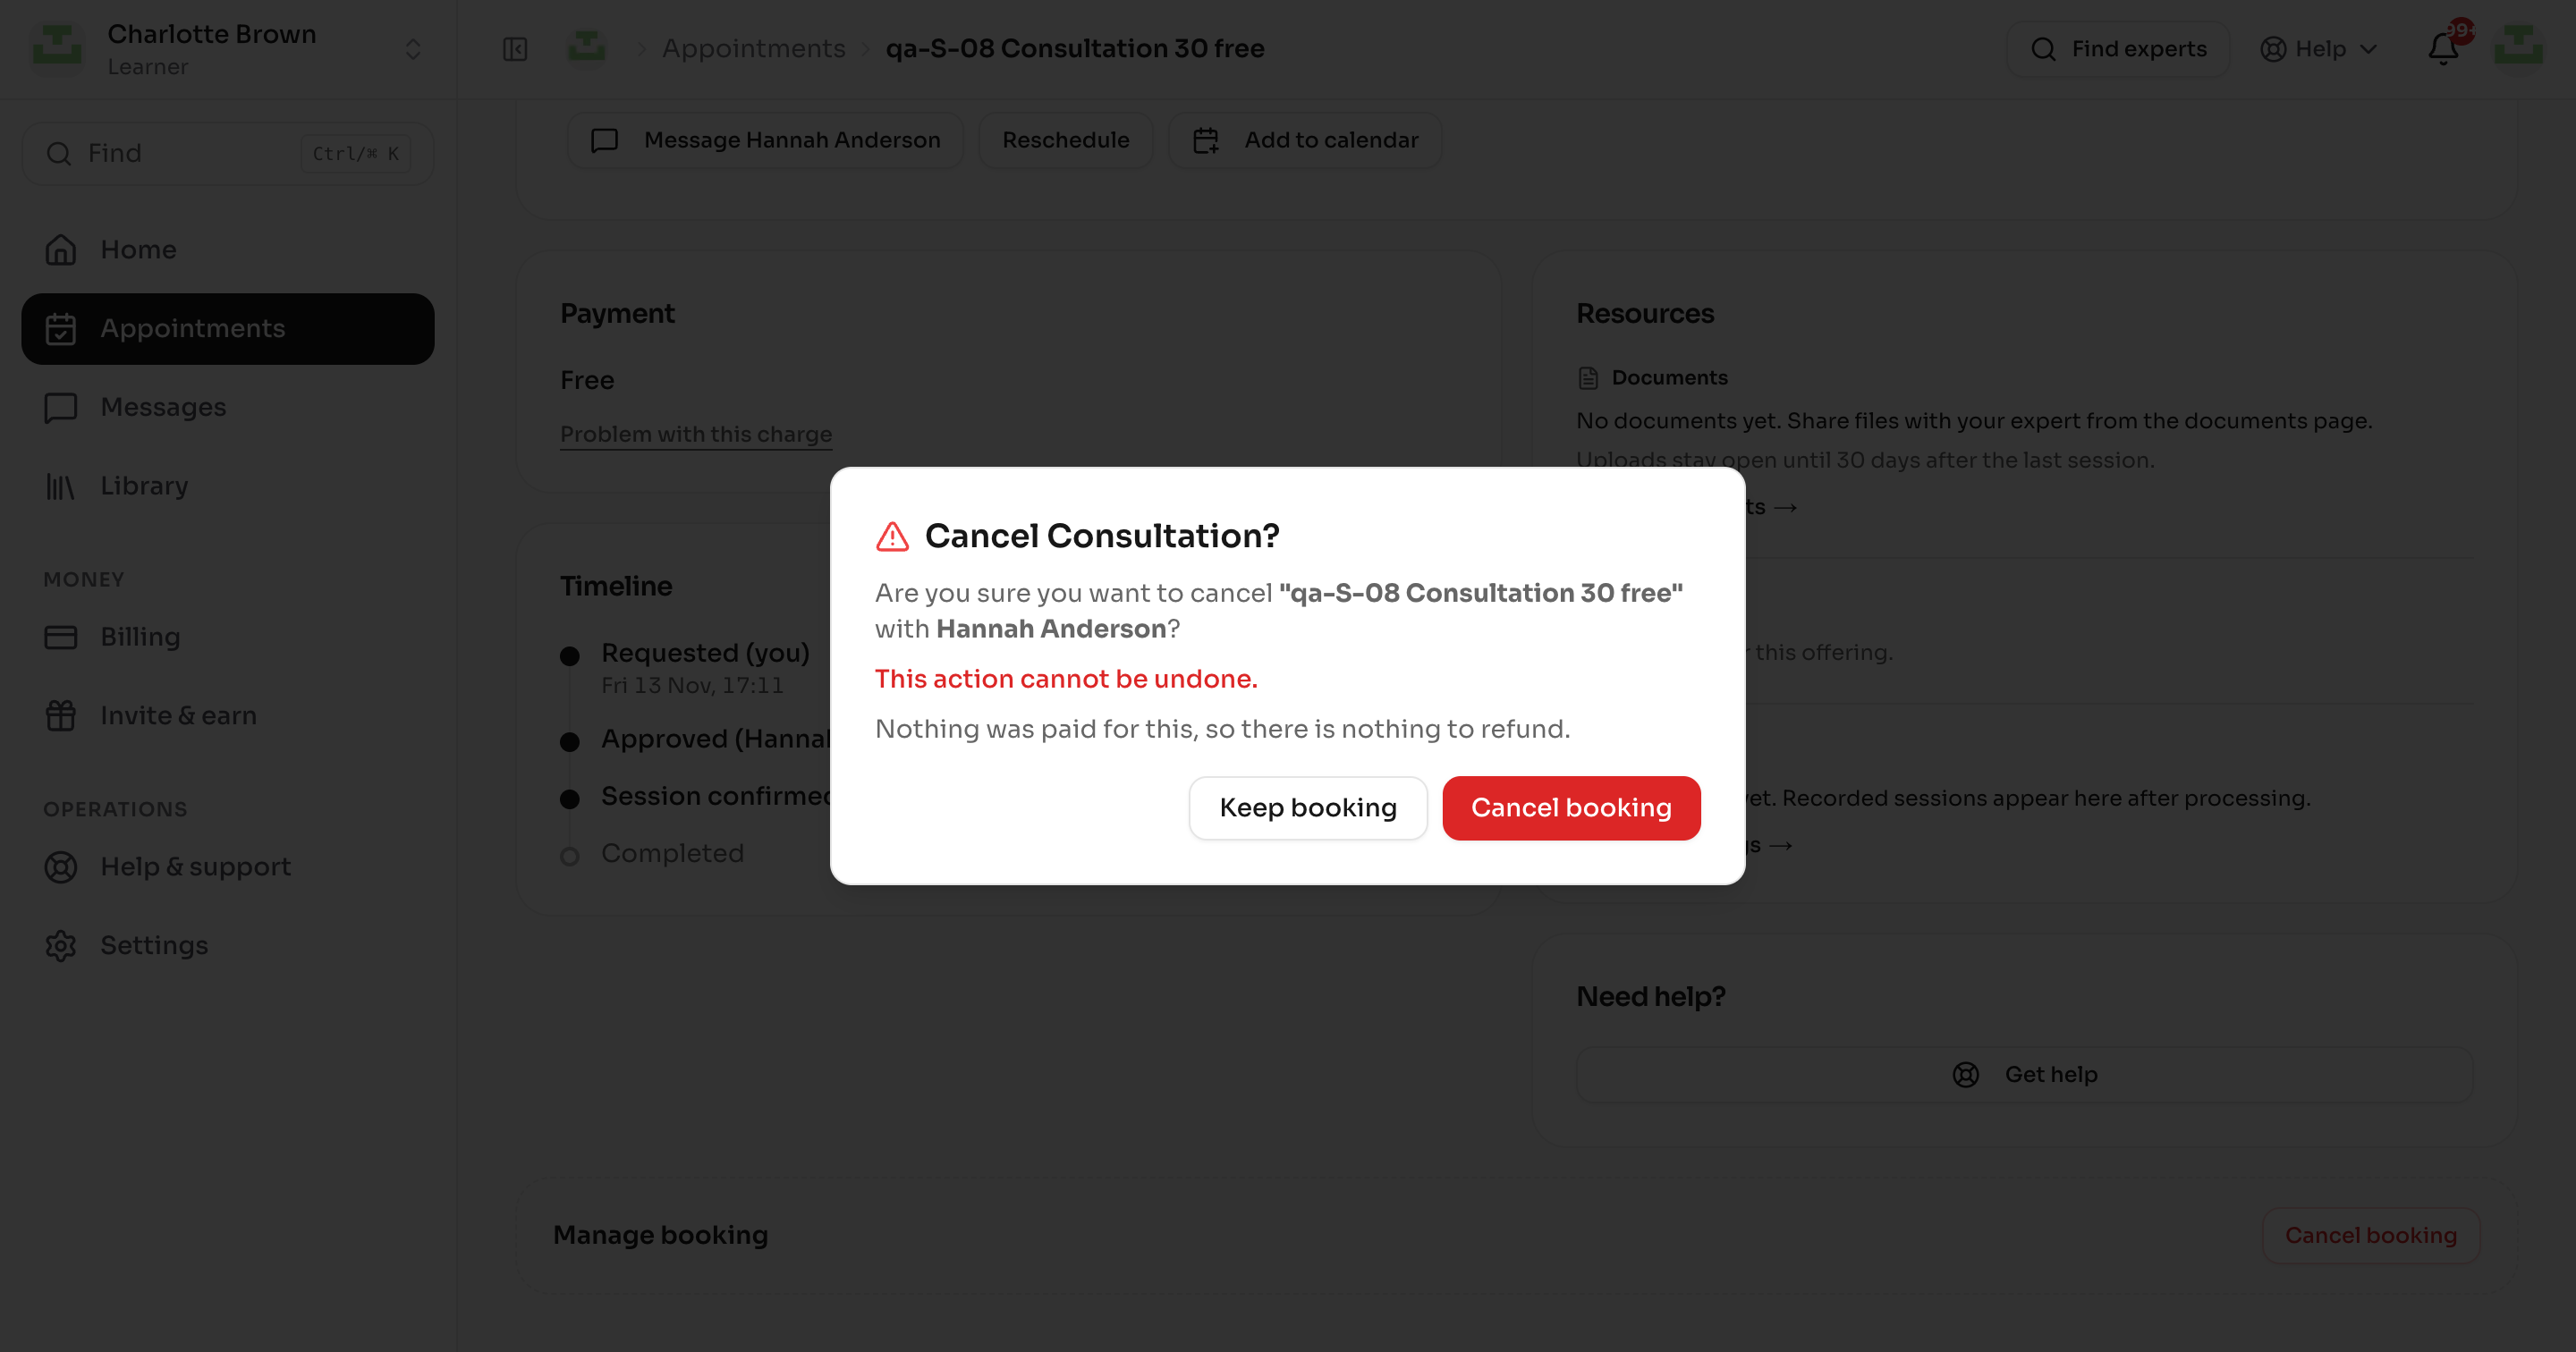 Charlotte Brown
Learner
Find
Ctrl/⌘ K
Home
Appointments
Messages
Library
MONEY
Billing
Invite & earn
OPERATIONS
Help & support
Settings
Appointments
qa-S-08 Consultation 30 free
Find experts
Help
99+
Message Hannah Anderson
Reschedule
Add to calendar
Payment
Free
Problem with this charge
Timeline
Requested (you)
Fri 13 Nov, 17:11
Approved
Session confirmed
Completed
Resources
Documents
No documents yet. Share files with your expert from the documents page.
Uploads stay open until 30 days after the last session.
→
this offering.
Recorded sessions appear here after processing.
→
Cancel Consultation?
Are you sure you want to cancel "qa-S-08 Consultation 30 free"
with Hannah Anderson?
This action cannot be undone.
Nothing was paid for this, so there is nothing to refund.
Keep booking
Cancel booking
Need help?
Get help
Manage booking
Cancel booking